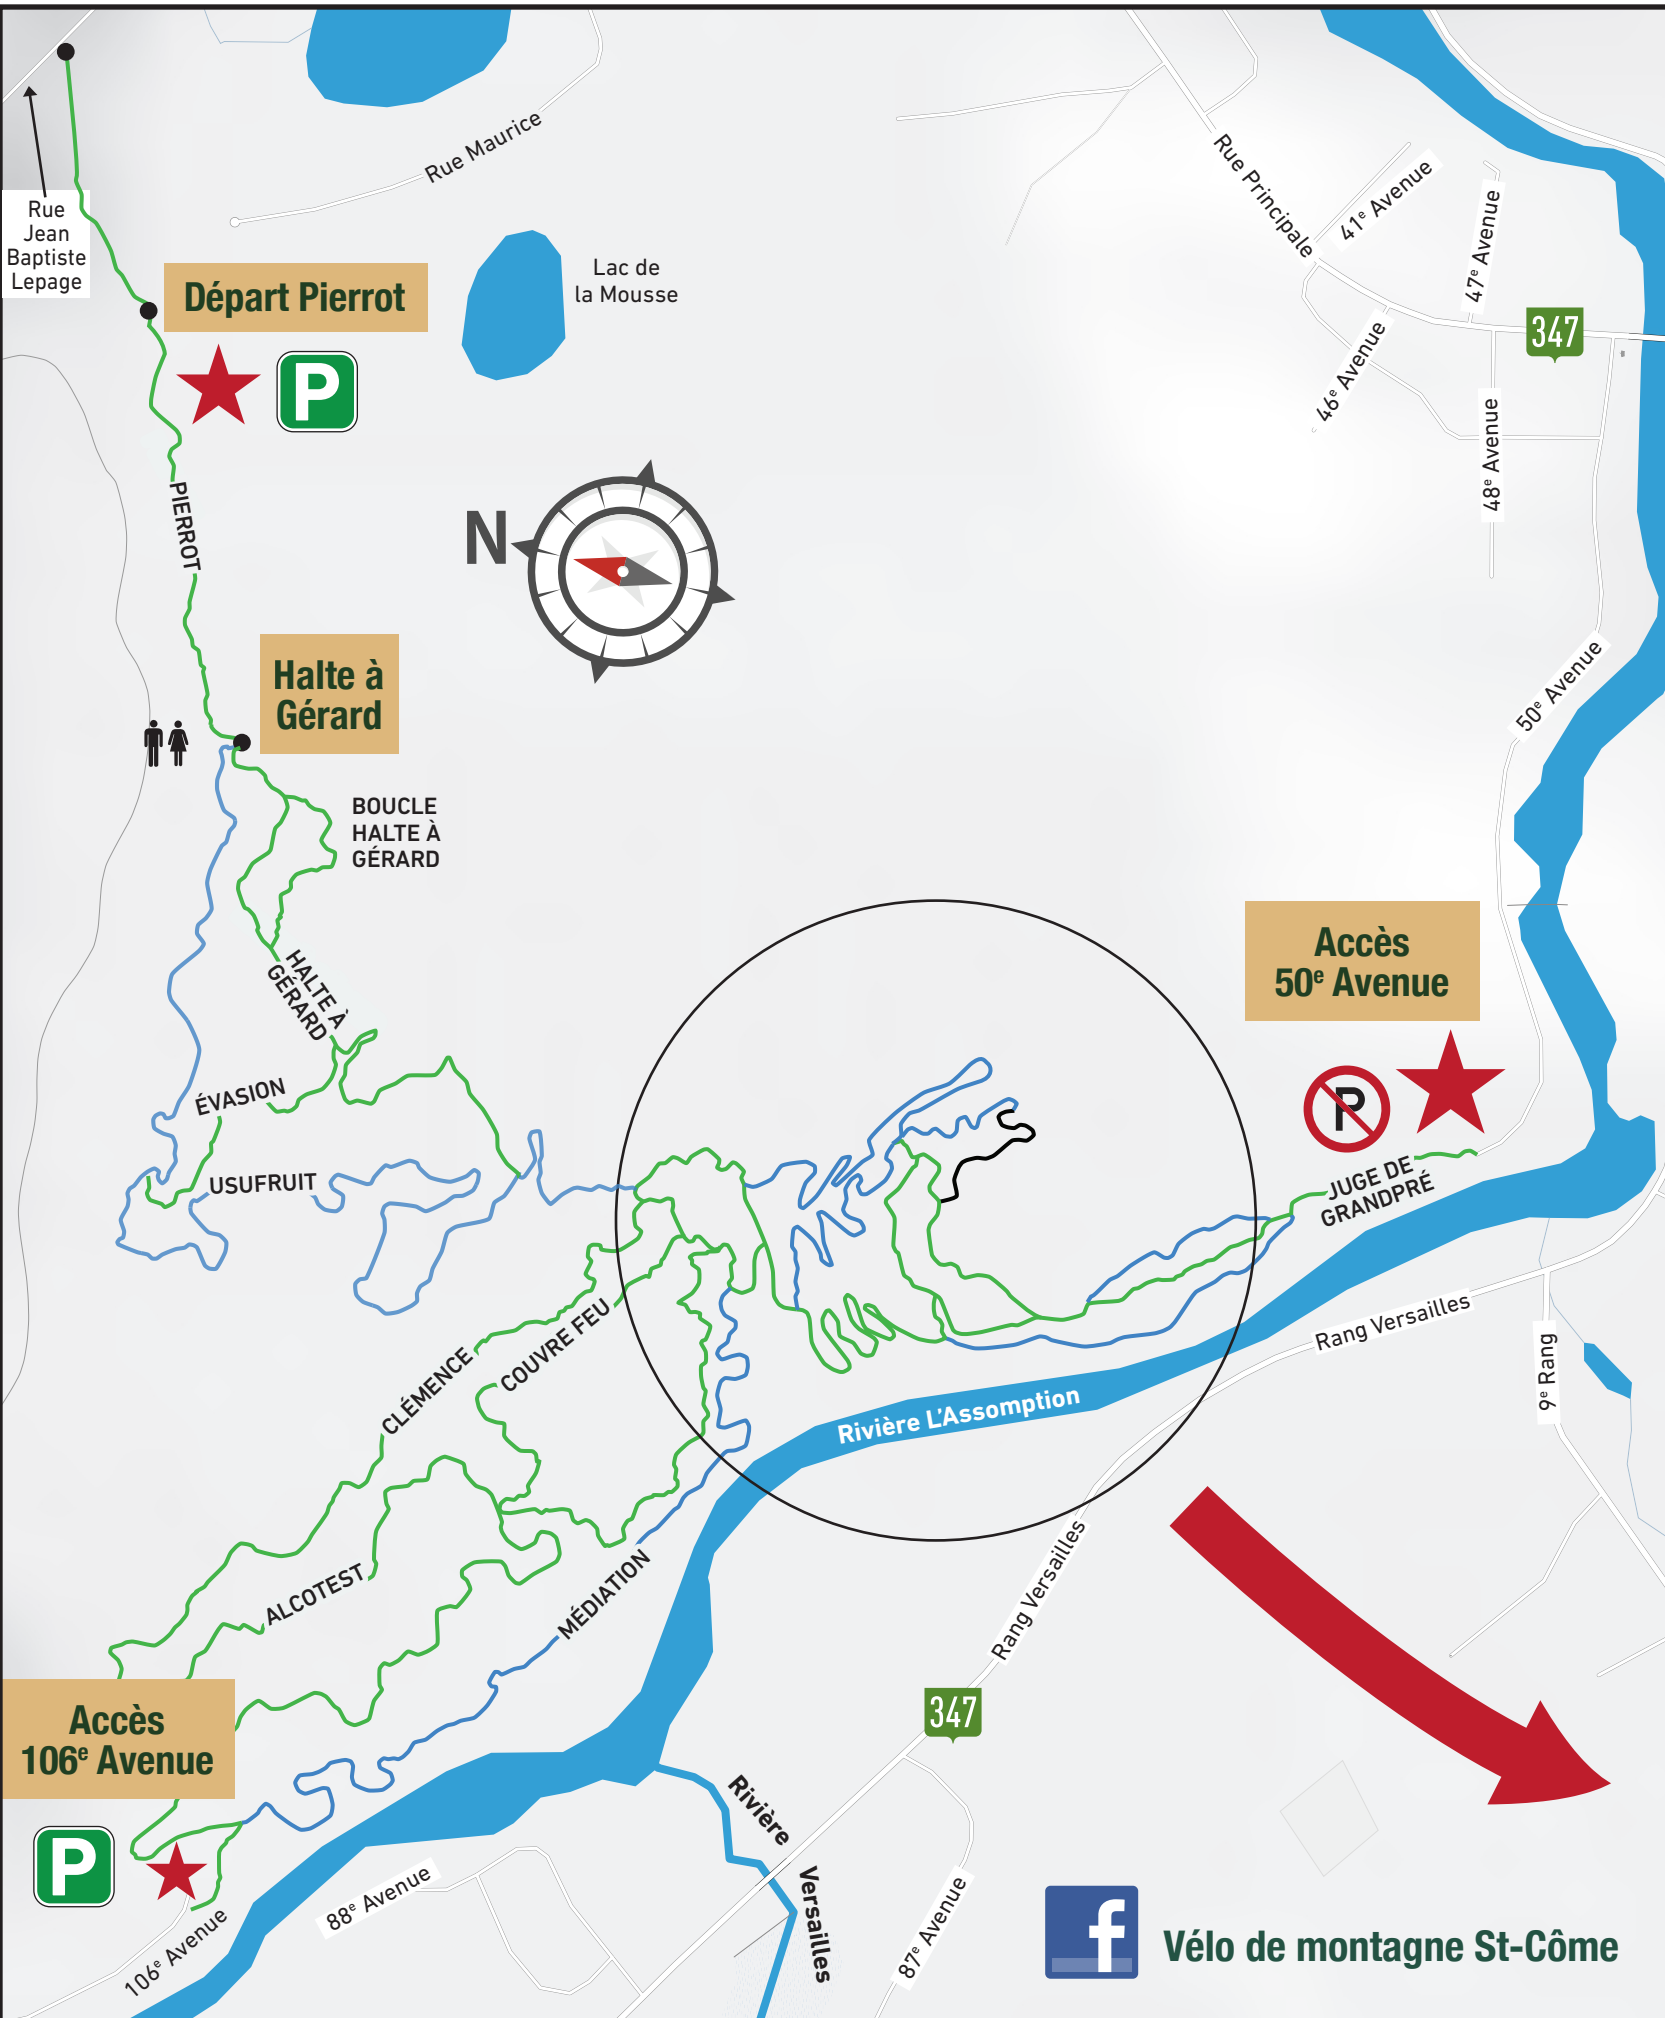 Rue Maurice
Rue Principale
41e Avenue
47e Avenue
Rue
Jean
Baptiste
Lepage
Départ Pierrot
Lac de
la Mousse
347
46e Avenue
P
48e Avenue
PIERROT
N
Halte à
Gérard
50e Avenue
BOUCLE
HALTE À
GÉRARD
Accès
50e Avenue
HALTE À
GÉRARD
ÉVASION
P
USUFRUIT
JUGE DE
GRANDPRÉ
CLÉMENCE
COUVRE FEU
Rang Versailles
9e Rang
Rivière L'Assomption
ALCOTEST
MÉDIATION
Rang Versailles
Accès
106e Avenue
347
Rivière
Versailles
P
88e Avenue
87e Avenue
106e Avenue
f
Vélo de montagne St-Côme